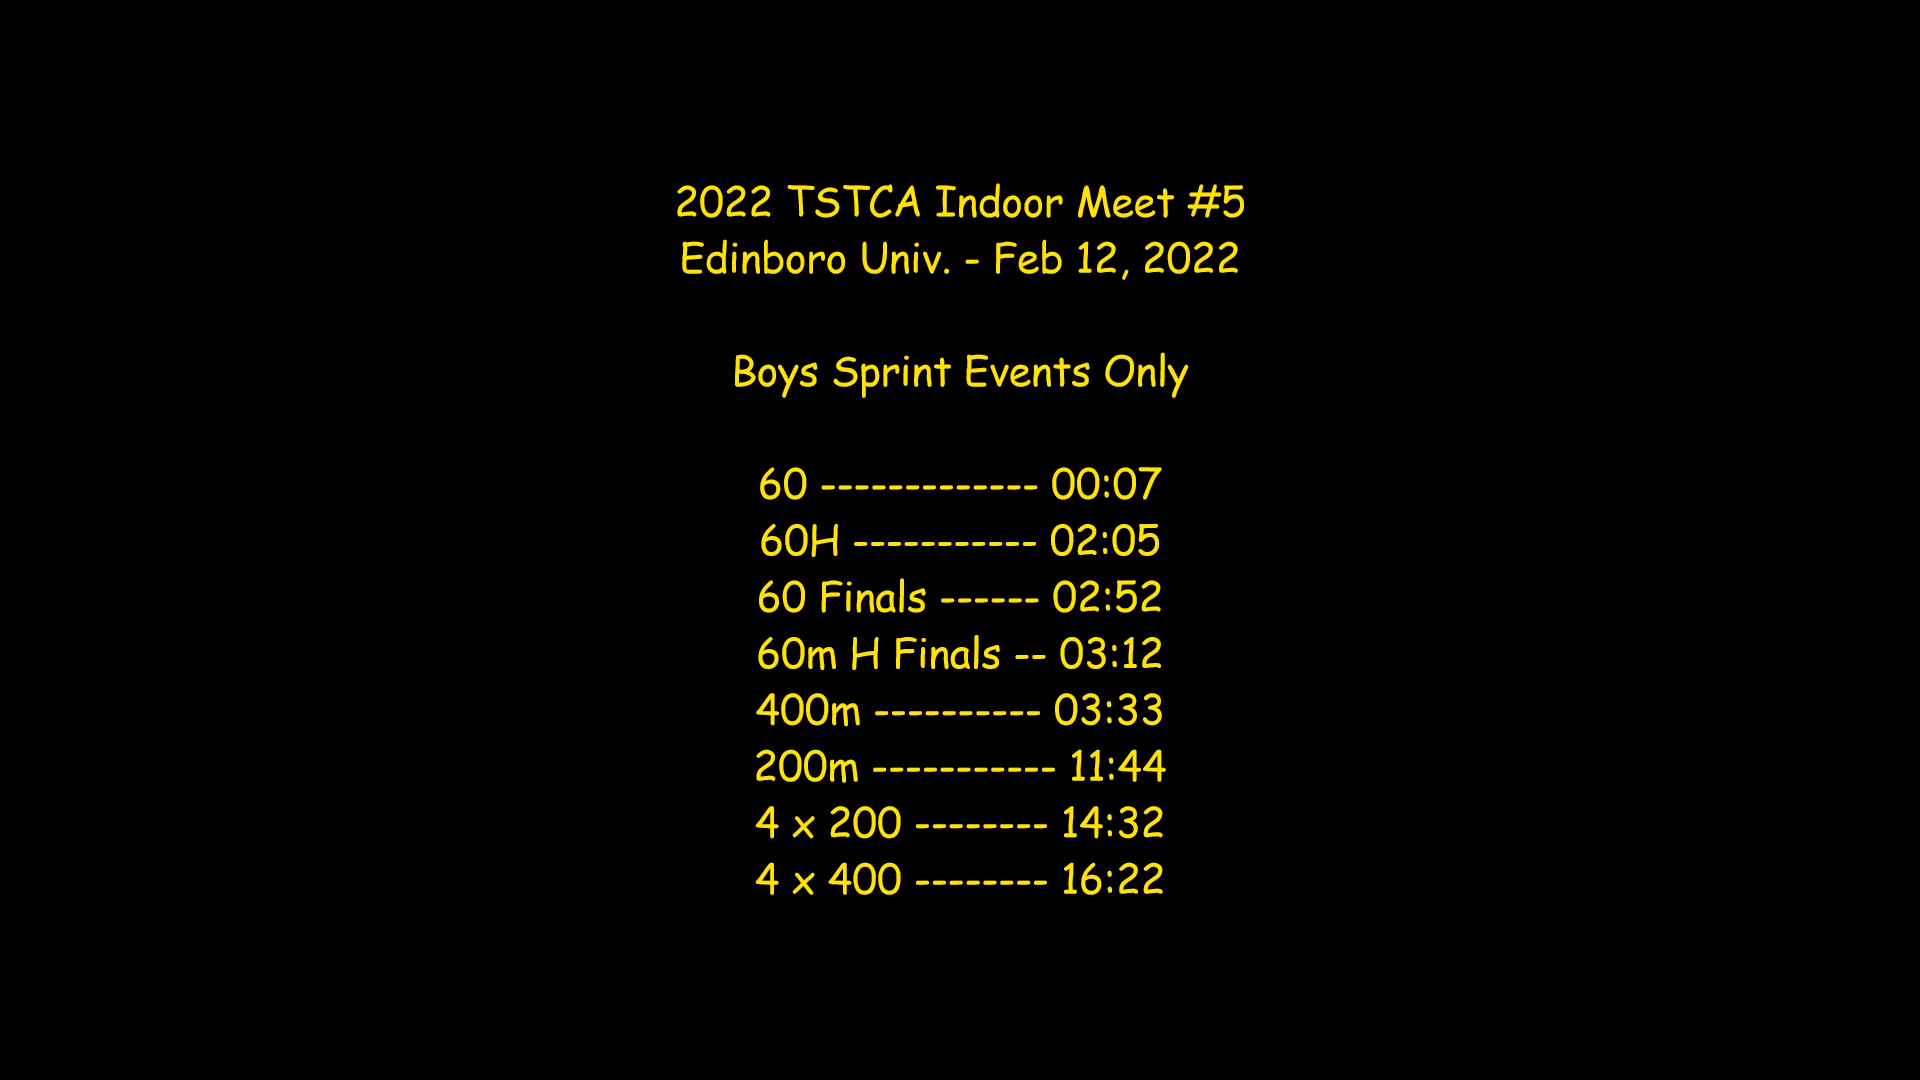 2022 TSTCA Indoor Meet #5
Edinboro Univ. - Feb 12, 2022
Boys Sprint Events Only
60 ------------- 00:07
60H ----------- 02:05
60 Finals ------ 02:52
60m H Finals -- 03:12
400m ---------- 03:33
200m ----------- 11:44
4 x 200 -------- 14:32
4 x 400 -------- 16:22